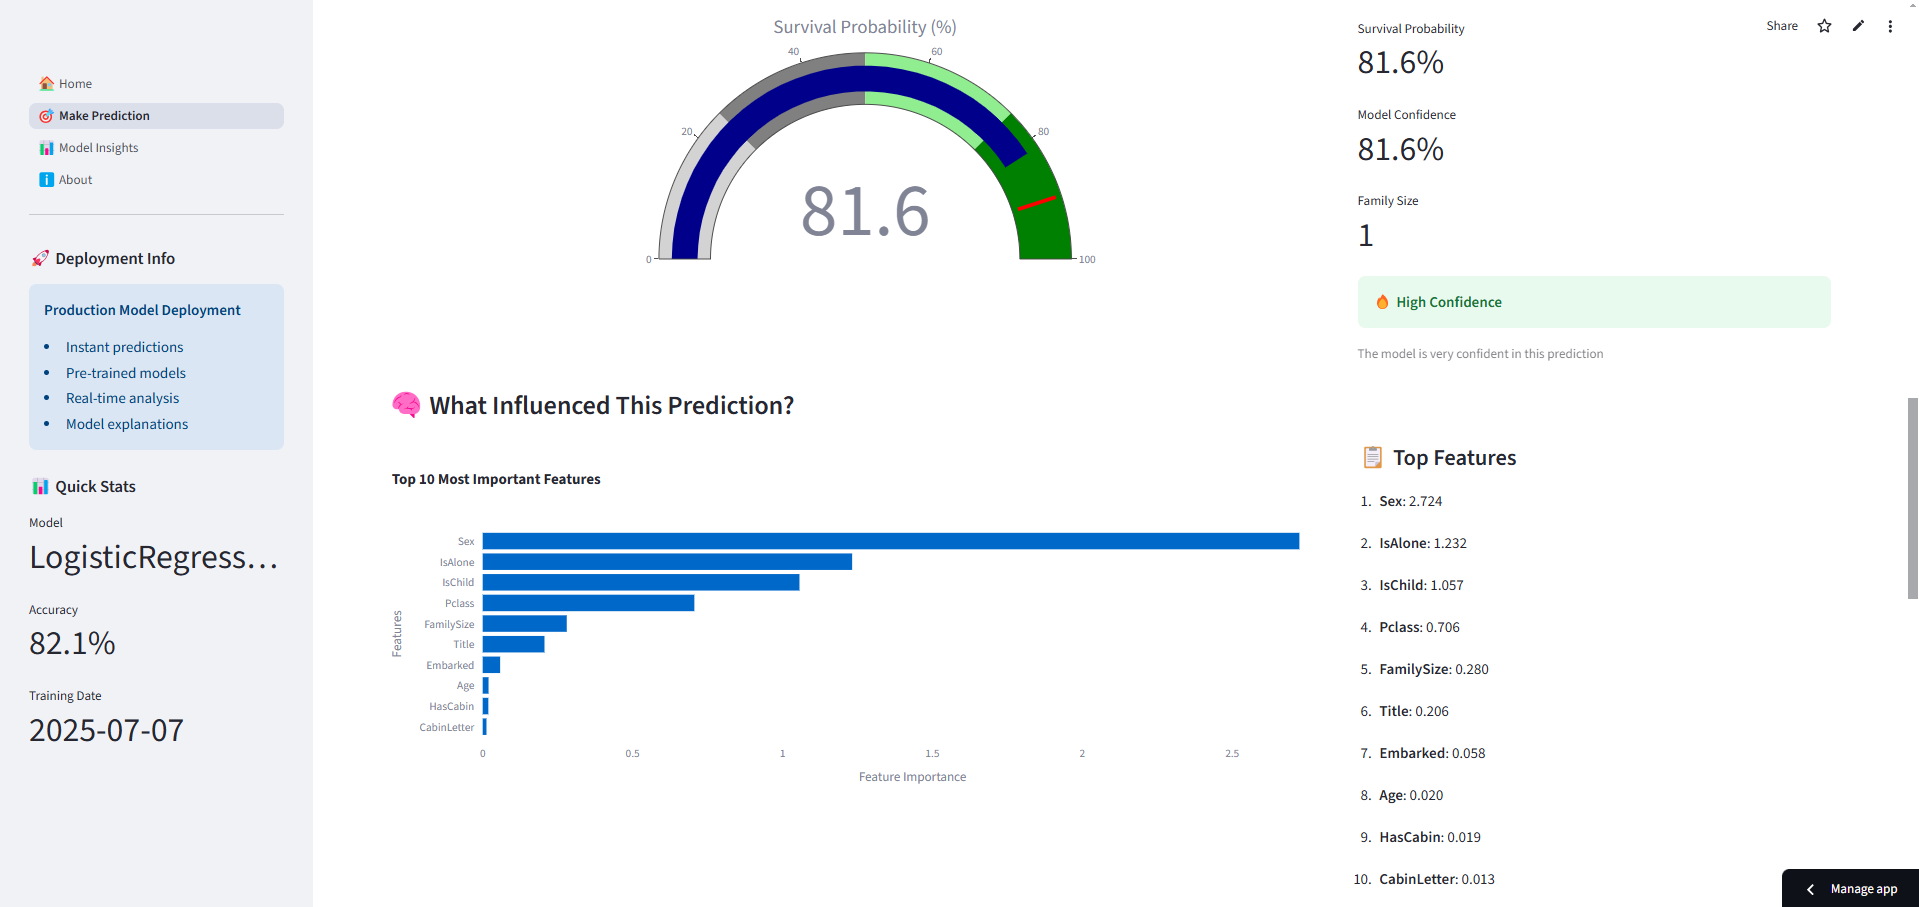 Home
Make Prediction
Model Insights
About
Deployment Info
Production Model Deployment
Instant predictions
Pre-trained models
Real-time analysis
Model explanations
Quick Stats
Model
LogisticRegress...
Accuracy
82.1%
Training Date
2025-07-07
Survival Probability (%)
0
20
40
60
80
100
81.6
Share
Survival Probability
81.6%
Model Confidence
81.6%
Family Size
1
High Confidence
The model is very confident in this prediction
What Influenced This Prediction?
Top 10 Most Important Features
Features
Sex
IsAlone
IsChild
Pclass
FamilySize
Title
Embarked
Age
HasCabin
CabinLetter
0 0.5 1 1.5 2 2.5
Feature Importance
Top Features
1. Sex: 2.724
2. IsAlone: 1.232
3. IsChild: 1.057
4. Pclass: 0.706
5. FamilySize: 0.280
6. Title: 0.206
7. Embarked: 0.058
8. Age: 0.020
9. HasCabin: 0.019
10. CabinLetter: 0.013
Manage app